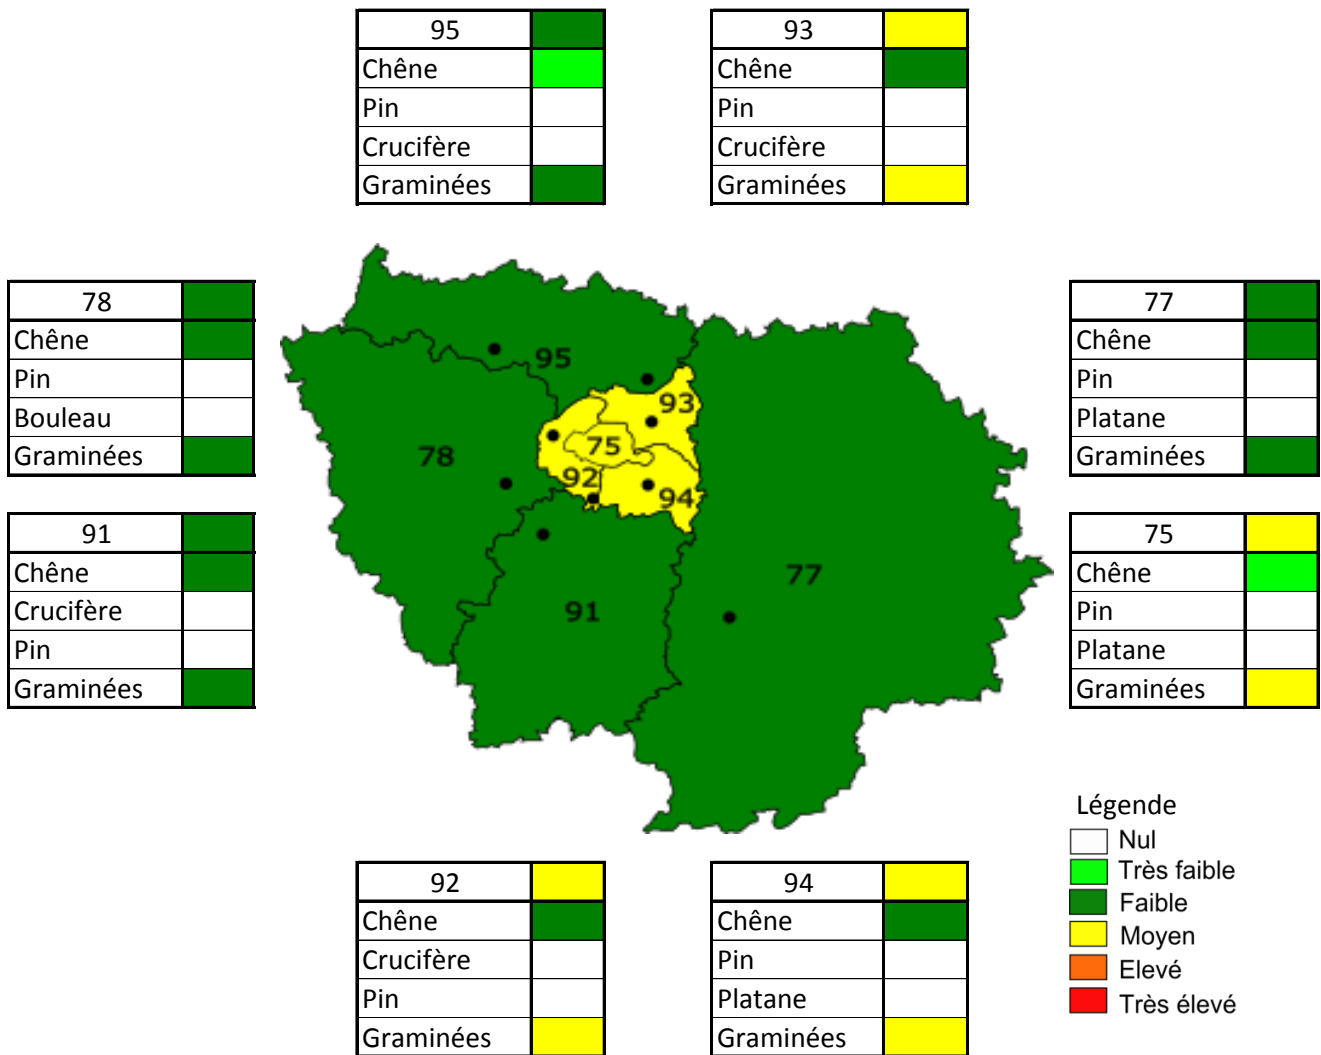 95
Chêne
Pin
Crucifère
Graminées
93
Chêne
Pin
Crucifère
Graminées
78
Chêne
Pin
Bouleau
Graminées
91
Chêne
Crucifère
Pin
Graminées
95
93
75
78
92
94
77
91
77
Chêne
Pin
Platane
Graminées
75
Chêne
Pin
Platane
Graminées
92
Chêne
Crucifère
Pin
Graminées
94
Chêne
Pin
Platane
Graminées
Légende
Nul
Très faible
Faible
Moyen
Elevé
Très élevé